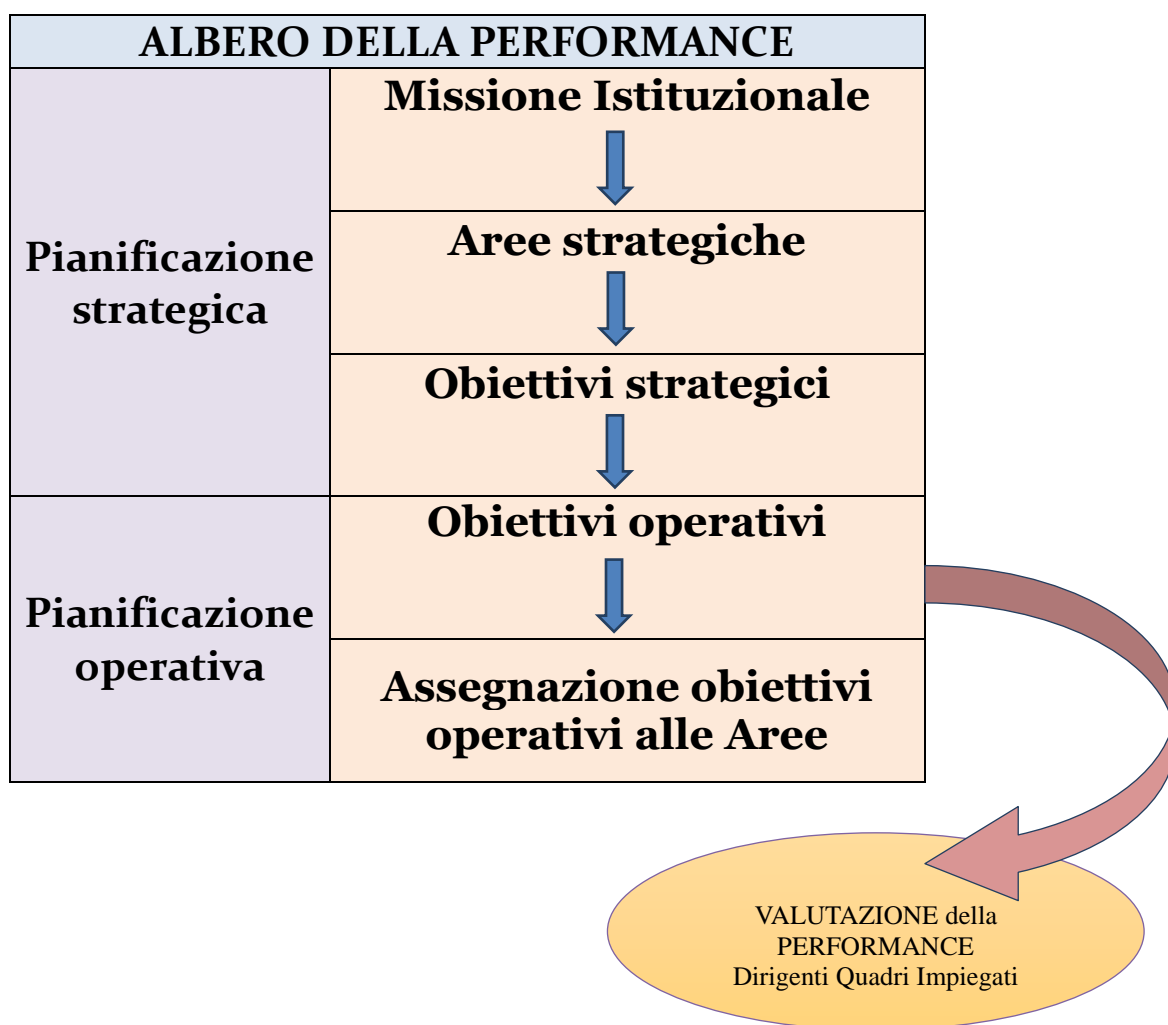 ALBERO DELLA PERFORMANCE
Missione Istituzionale
Pianificazione
strategica
Aree strategiche
Obiettivi strategici
Obiettivi operativi
Pianificazione
operativa
Assegnazione obiettivi
operativi alle Aree
VALUTAZIONE della
PERFORMANCE
Dirigenti Quadri Impiegati